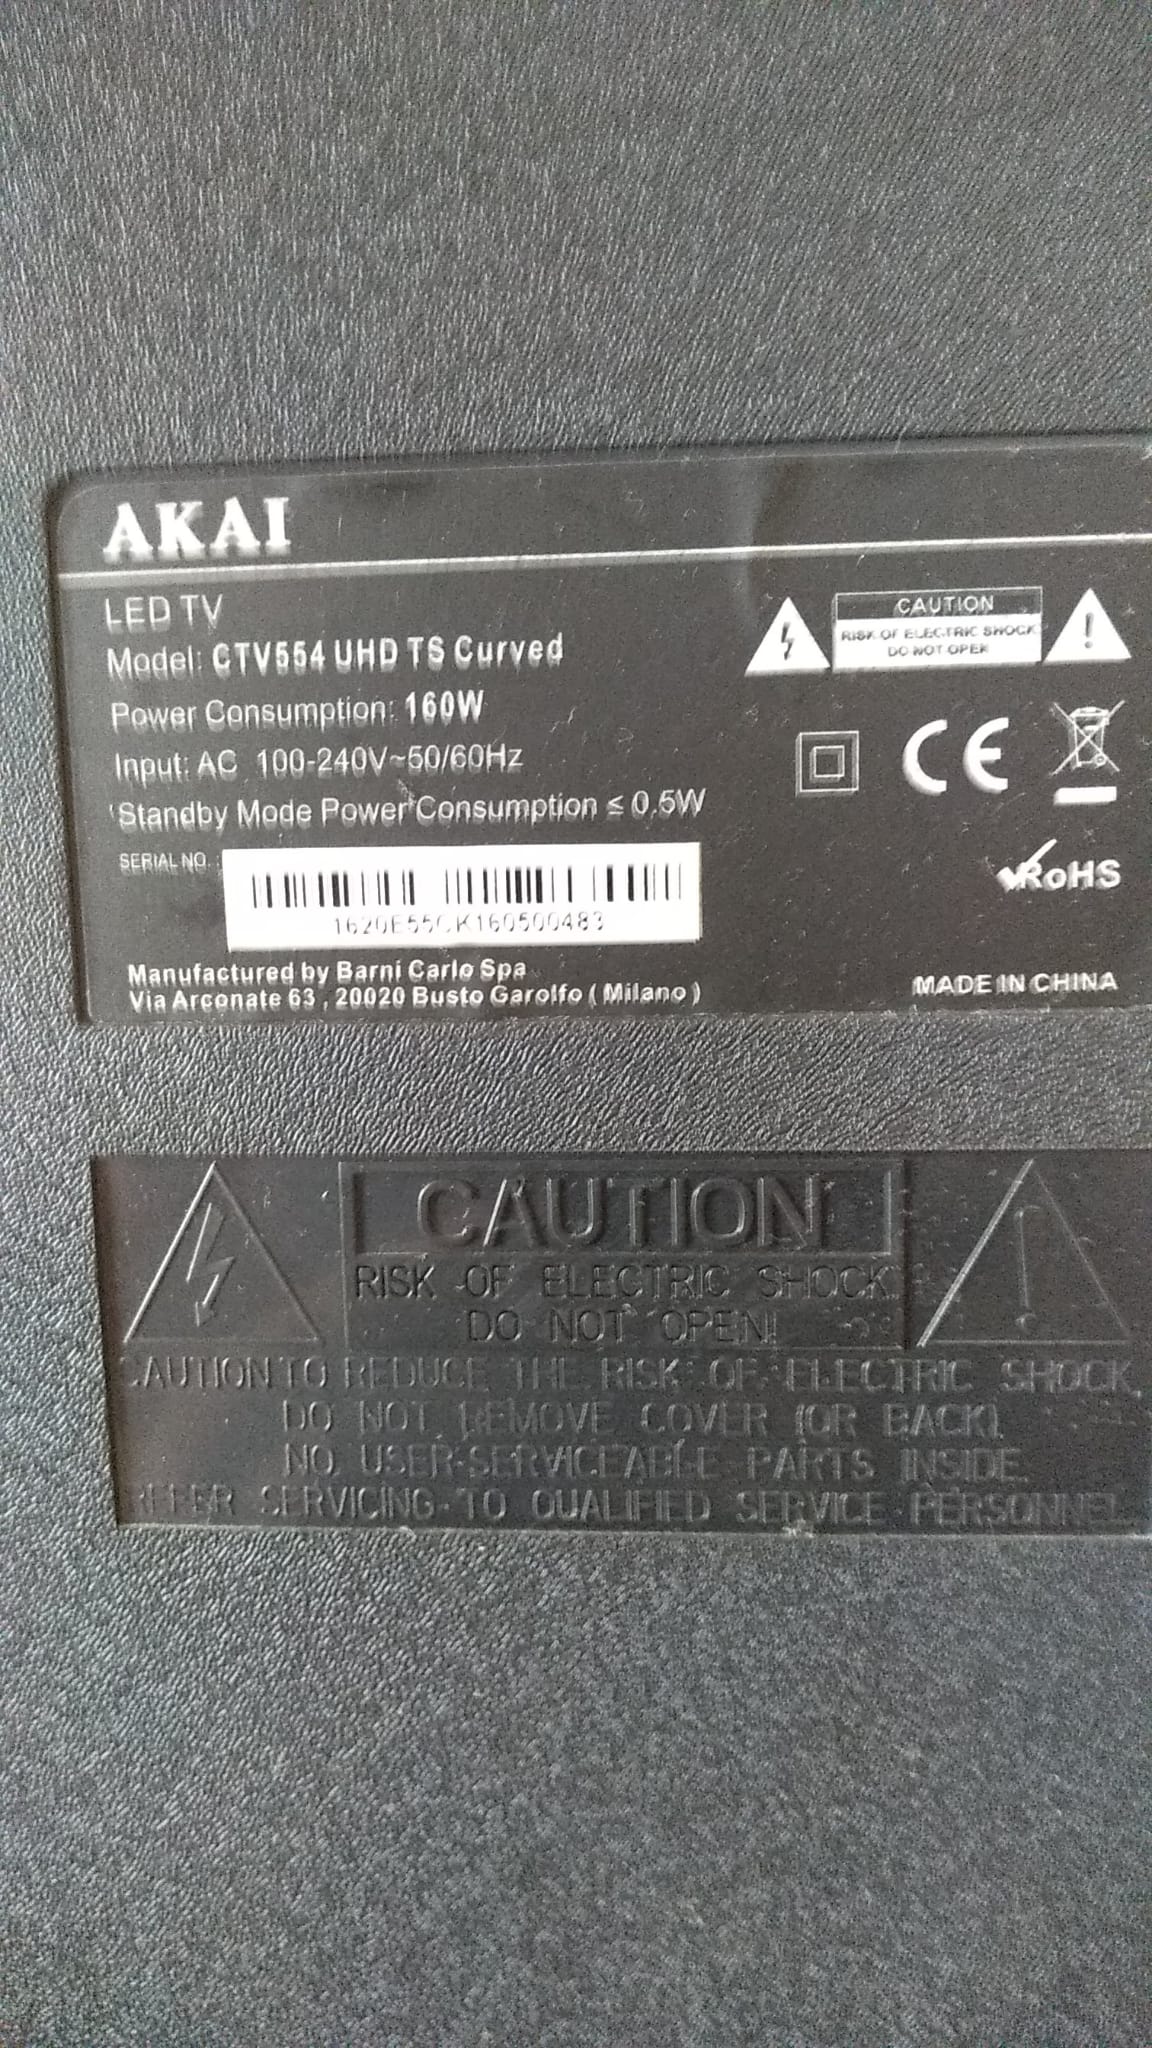 AKAI
LED TV
Model: CTV554 UHD TS Curved
Power Consumption: 160W
Input: AC 100-240V~50/60Hz
Standby Mode Power Consumption ≤ 0.5W
SERIAL NO. :
1620E55CK160500483
Manufactured by Barni Carlo Spa
Via Arconate 63 , 20020 Busto Garolfo ( Milano )
CAUTION
RISK OF ELECTRIC SHOCK
DO NOT OPEN
CE
RoHS
MADE IN CHINA
CAUTION
RISK OF ELECTRIC SHOCK
DO NOT OPEN!
CAUTION TO REDUCE THE RISK OF ELECTRIC SHOCK,
DO NOT REMOVE COVER (OR BACK).
NO USER-SERVICEABLE PARTS INSIDE.
REFER SERVICING TO QUALIFIED SERVICE PERSONNEL.